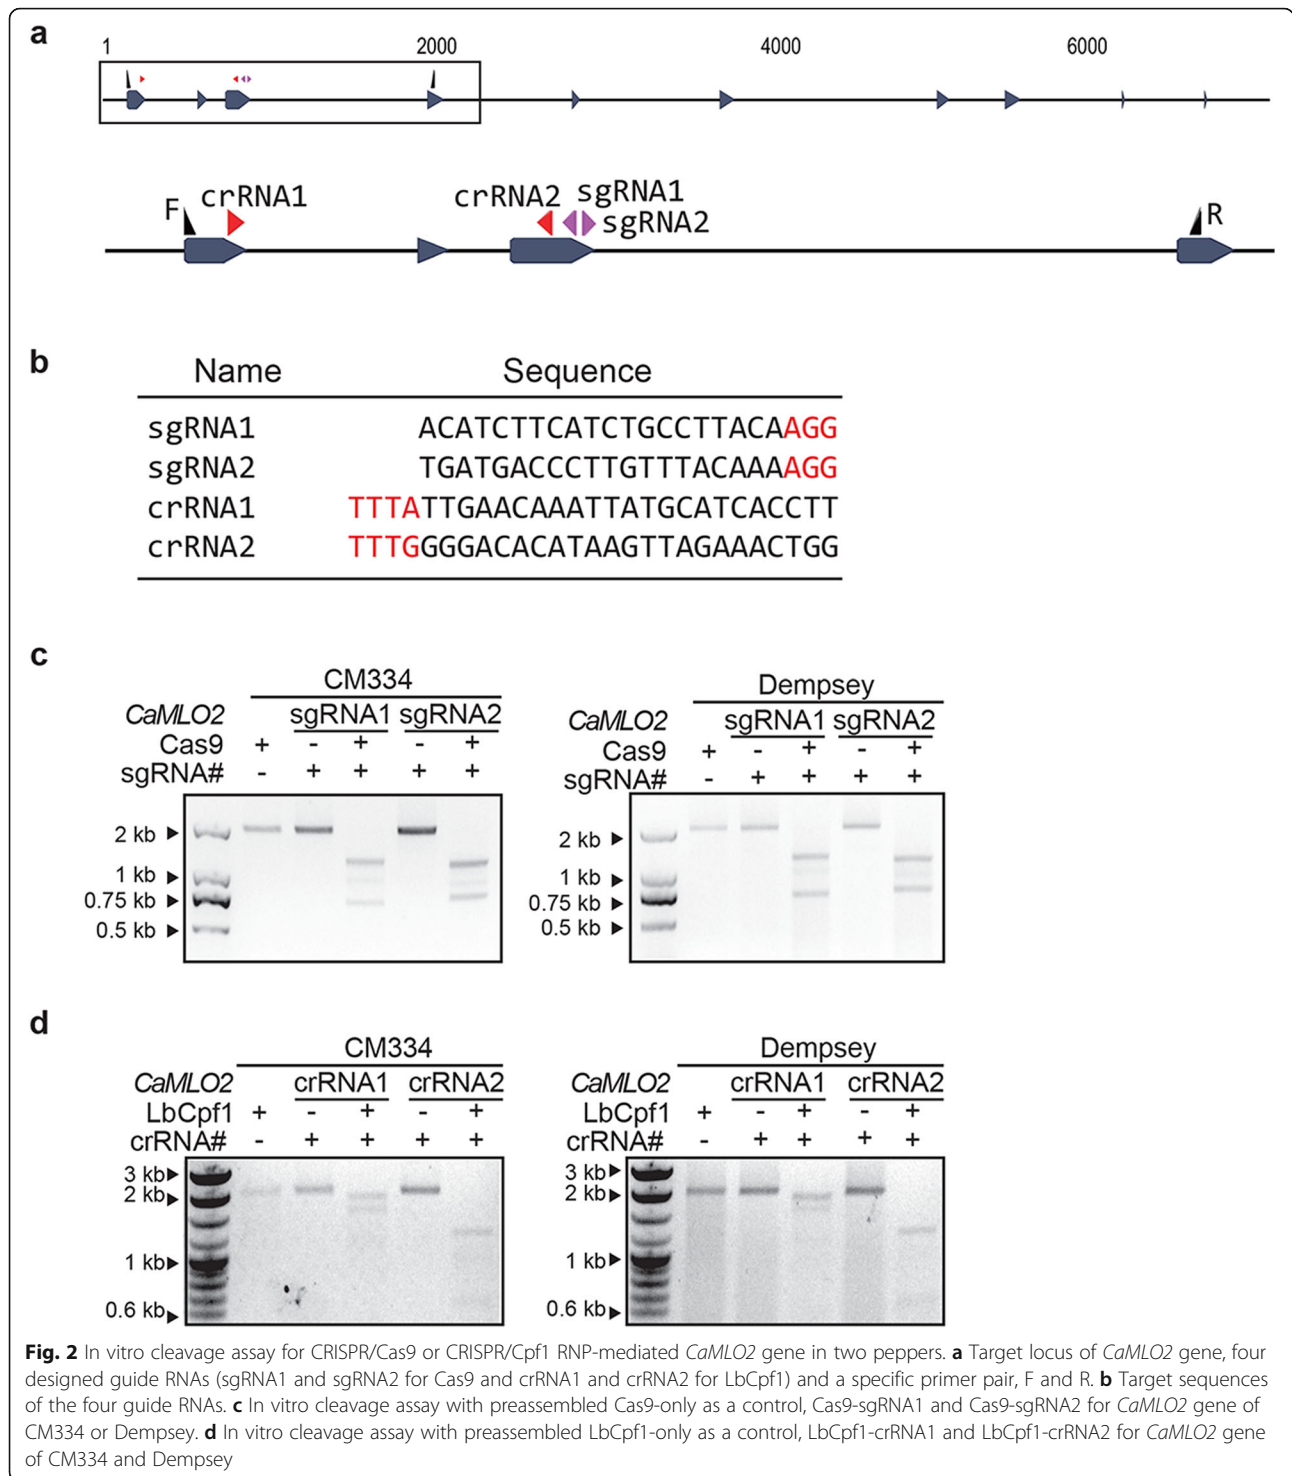 a
1 2000 4000 6000
F crRNA1 crRNA2 sgRNA1 sgRNA2 R
b
Name Sequence
sgRNA1 ACATCTTCATCTGCCTTACAAGG
sgRNA2 TGATGACCCTTGTTTACAAAAGG
crRNA1 TTTATTGAACAAATTATGCATCACCTT
crRNA2 TTTGGGGACACATAAGTTAGAAACTGG
c
CM334
CaMLO2 sgRNA1 sgRNA2
Cas9 + - + - +
sgRNA# - + + + +
2 kb
1 kb
0.75 kb
0.5 kb
Dempsey
CaMLO2 sgRNA1 sgRNA2
Cas9 + - + - +
sgRNA# - + + + +
2 kb
1 kb
0.75 kb
0.5 kb
d
CM334
CaMLO2 crRNA1 crRNA2
LbCpf1 + - + - +
crRNA# - + + + +
3 kb
2 kb
1 kb
0.6 kb
Dempsey
CaMLO2 crRNA1 crRNA2
LbCpf1 + - + - +
crRNA# - + + + +
3 kb
2 kb
1 kb
0.6 kb
Fig. 2 In vitro cleavage assay for CRISPR/Cas9 or CRISPR/Cpf1 RNP-mediated CaMLO2 gene in two peppers. a Target locus of CaMLO2 gene, four
designed guide RNAs (sgRNA1 and sgRNA2 for Cas9 and crRNA1 and crRNA2 for LbCpf1) and a specific primer pair, F and R. b Target sequences
of the four guide RNAs. c In vitro cleavage assay with preassembled Cas9-only as a control, Cas9-sgRNA1 and Cas9-sgRNA2 for CaMLO2 gene of
CM334 or Dempsey. d In vitro cleavage assay with preassembled LbCpf1-only as a control, LbCpf1-crRNA1 and LbCpf1-crRNA2 for CaMLO2 gene
of CM334 and Dempsey